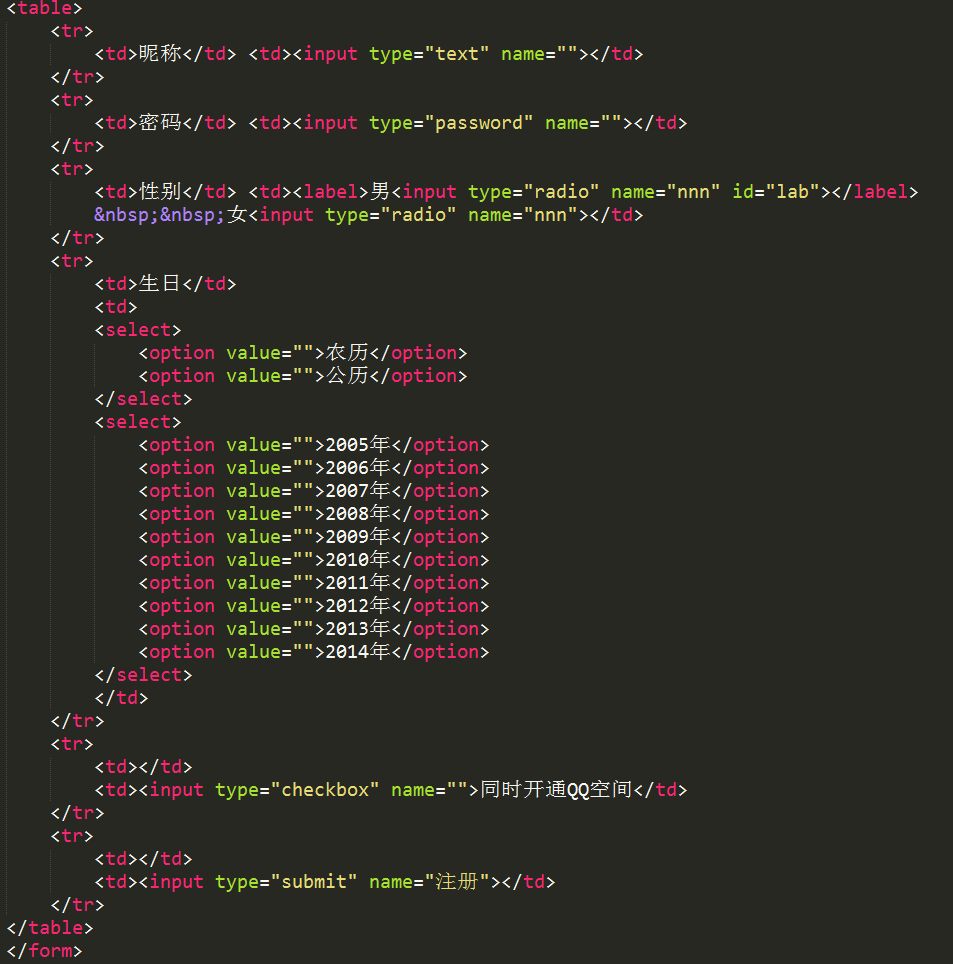 <table>
<tr>
<td>昵称</td> <td><input type="text" name=""></td>
</tr>
<tr>
<td>密码</td> <td><input type="password" name=""></td>
</tr>
<tr>
<td>性别</td> <td><label>男<input type="radio" name="nnn" id="lab"></label>
&nbsp;&nbsp;女<input type="radio" name="nnn"></td>
</tr>
<tr>
<td>生日</td>
<td>
<select>
<option value="">农历</option>
<option value="">公历</option>
</select>
<select>
<option value="">2005年</option>
<option value="">2006年</option>
<option value="">2007年</option>
<option value="">2008年</option>
<option value="">2009年</option>
<option value="">2010年</option>
<option value="">2011年</option>
<option value="">2012年</option>
<option value="">2013年</option>
<option value="">2014年</option>
</select>
</td>
</tr>
<tr>
<td></td>
<td><input type="checkbox" name="">同时开通QQ空间</td>
</tr>
<tr>
<td></td>
<td><input type="submit" name="注册"></td>
</tr>
</table>
</form>